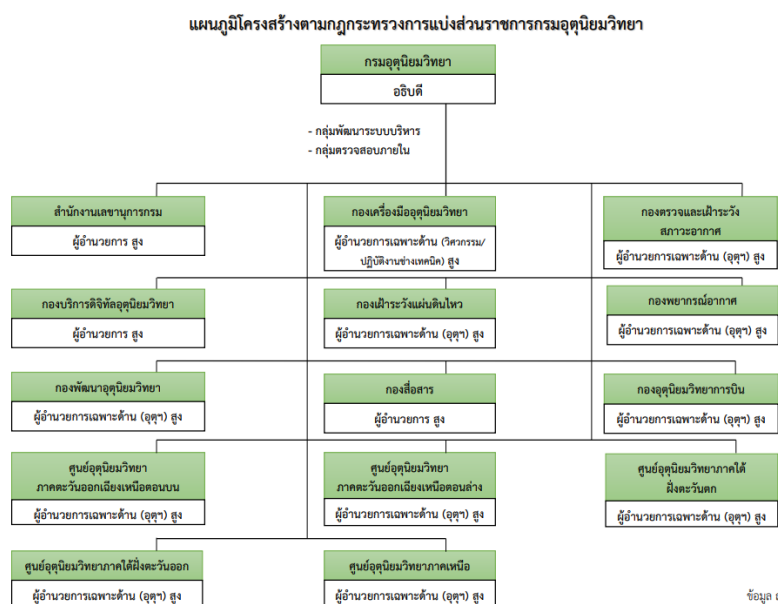 แผนภูมิโครงสร้างตามกฎกระทรวงการแบ่งส่วนราชการกรมอุตุนิยมวิทยา
กรมอุตุนิยมวิทยา
อธิบดี
- กลุ่มพัฒนาระบบบริหาร
- กลุ่มตรวจสอบภายใน
สำนักงานเลขานุการกรม
ผู้อำนวยการ สูง
กองเครื่องมืออุตุนิยมวิทยา
ผู้อำนวยการเฉพาะด้าน (วิศวกรรม/
ปฏิบัติงานช่างเทคนิค) สูง
กองตรวจและเฝ้าระวัง
สภาวะอากาศ
ผู้อำนวยการเฉพาะด้าน (อุตุฯ) สูง
กองบริการดิจิทัลอุตุนิยมวิทยา
ผู้อำนวยการ สูง
กองเฝ้าระวังแผ่นดินไหว
ผู้อำนวยการเฉพาะด้าน (อุตุฯ) สูง
กองพยากรณ์อากาศ
ผู้อำนวยการเฉพาะด้าน (อุตุฯ) สูง
กองพัฒนาอุตุนิยมวิทยา
ผู้อำนวยการเฉพาะด้าน (อุตุฯ) สูง
กองสื่อสาร
ผู้อำนวยการ สูง
กองอุตุนิยมวิทยาการบิน
ผู้อำนวยการเฉพาะด้าน (อุตุฯ) สูง
ศูนย์อุตุนิยมวิทยา
ภาคตะวันออกเฉียงเหนือตอนบน
ผู้อำนวยการเฉพาะด้าน (อุตุฯ) สูง
ศูนย์อุตุนิยมวิทยา
ภาคตะวันออกเฉียงเหนือตอนล่าง
ผู้อำนวยการเฉพาะด้าน (อุตุฯ) สูง
ศูนย์อุตุนิยมวิทยาภาคใต้
ฝั่งตะวันตก
ผู้อำนวยการเฉพาะด้าน (อุตุฯ) สูง
ศูนย์อุตุนิยมวิทยาภาคใต้ฝั่งตะวันออก
ผู้อำนวยการเฉพาะด้าน (อุตุฯ) สูง
ศูนย์อุตุนิยมวิทยาภาคเหนือ
ผู้อำนวยการเฉพาะด้าน (อุตุฯ) สูง
ข้อมูล